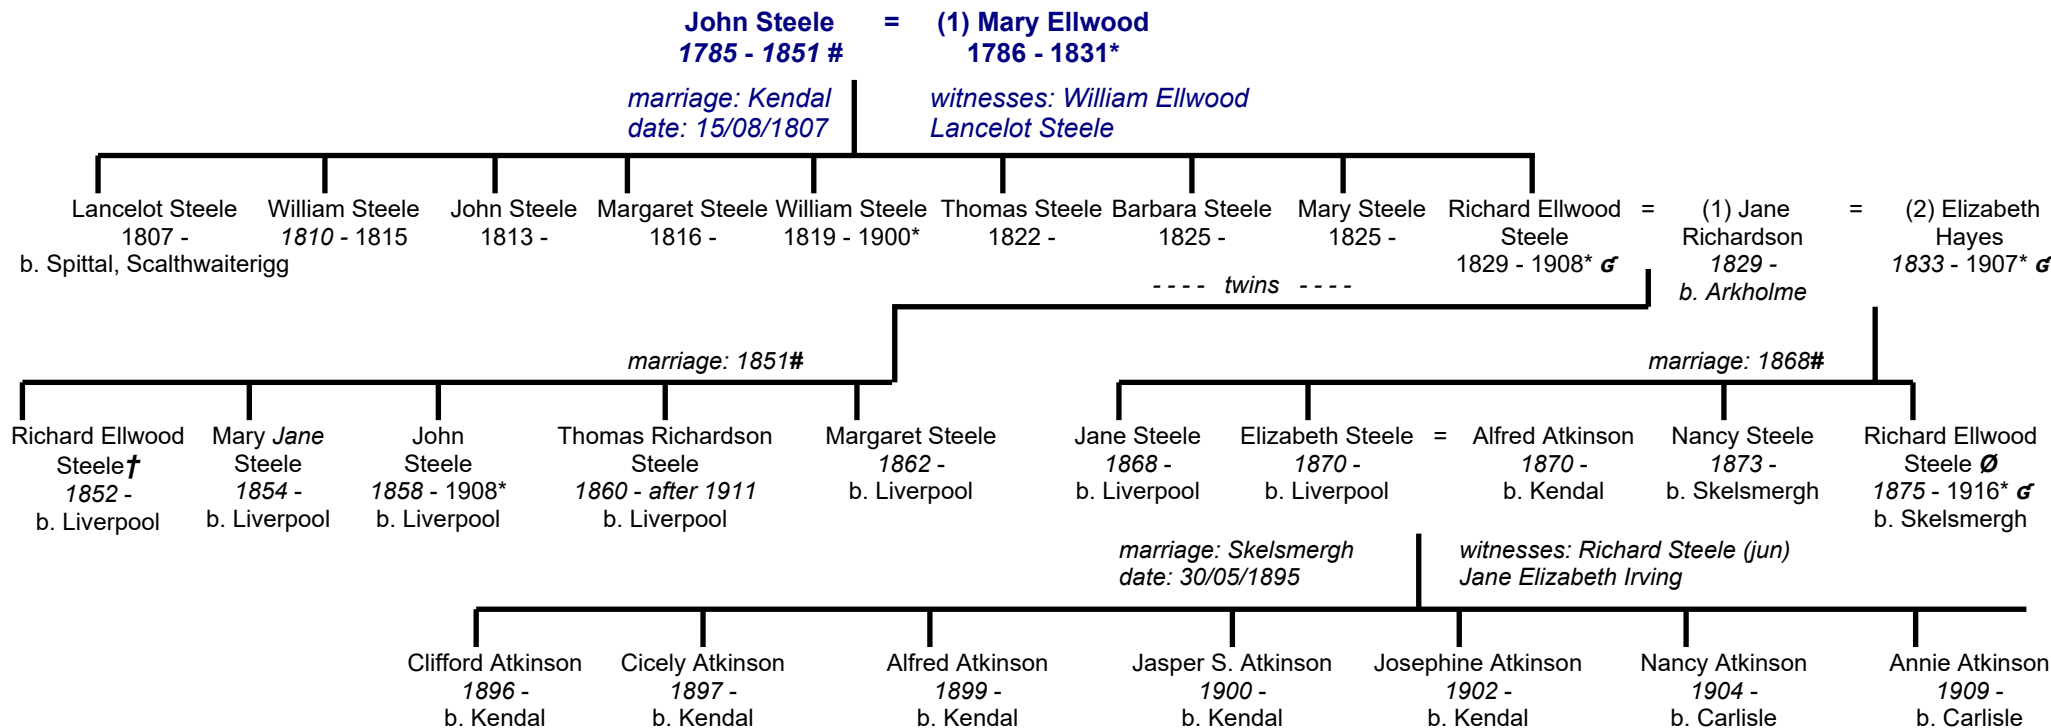 John Steele = (1) Mary Ellwood
1785 - 1851 # 1786 - 1831*
marriage: Kendal witnesses: William Ellwood
date: 15/08/1807 Lancelot Steele
Lancelot Steele William Steele John Steele Margaret Steele William Steele Thomas Steele Barbara Steele Mary Steele Richard Ellwood = (1) Jane = (2) Elizabeth
1807 - 1810 - 1815 1813 - 1816 - 1819 - 1900* 1822 - 1825 - 1825 - Steele Richardson Hayes
b. Spittal, Scalthwaiterigg 1829 - 1908* ɠ 1829 - 1833 - 1907* ɠ
- - - - twins - - - - b. Arkholme
marriage: 1851# marriage: 1868#
Richard Ellwood Mary Jane John Thomas Richardson Margaret Steele Jane Steele Elizabeth Steele = Alfred Atkinson Nancy Steele Richard Ellwood
Steele† Steele Steele Steele 1862 - 1868 - 1870 - 1870 - 1873 - Steele Ø
1852 - 1854 - 1858 - 1908* 1860 - after 1911 b. Liverpool b. Liverpool b. Liverpool b. Kendal b. Skelsmergh 1875 - 1916* ɠ
b. Liverpool b. Liverpool b. Liverpool b. Liverpool b. Skelsmergh
marriage: Skelsmergh witnesses: Richard Steele (jun)
date: 30/05/1895 Jane Elizabeth Irving
Clifford Atkinson Cicely Atkinson Alfred Atkinson Jasper S. Atkinson Josephine Atkinson Nancy Atkinson Annie Atkinson
1896 - 1897 - 1899 - 1900 - 1902 - 1904 - 1909 -
b. Kendal b. Kendal b. Kendal b. Kendal b. Kendal b. Carlisle b. Carlisle